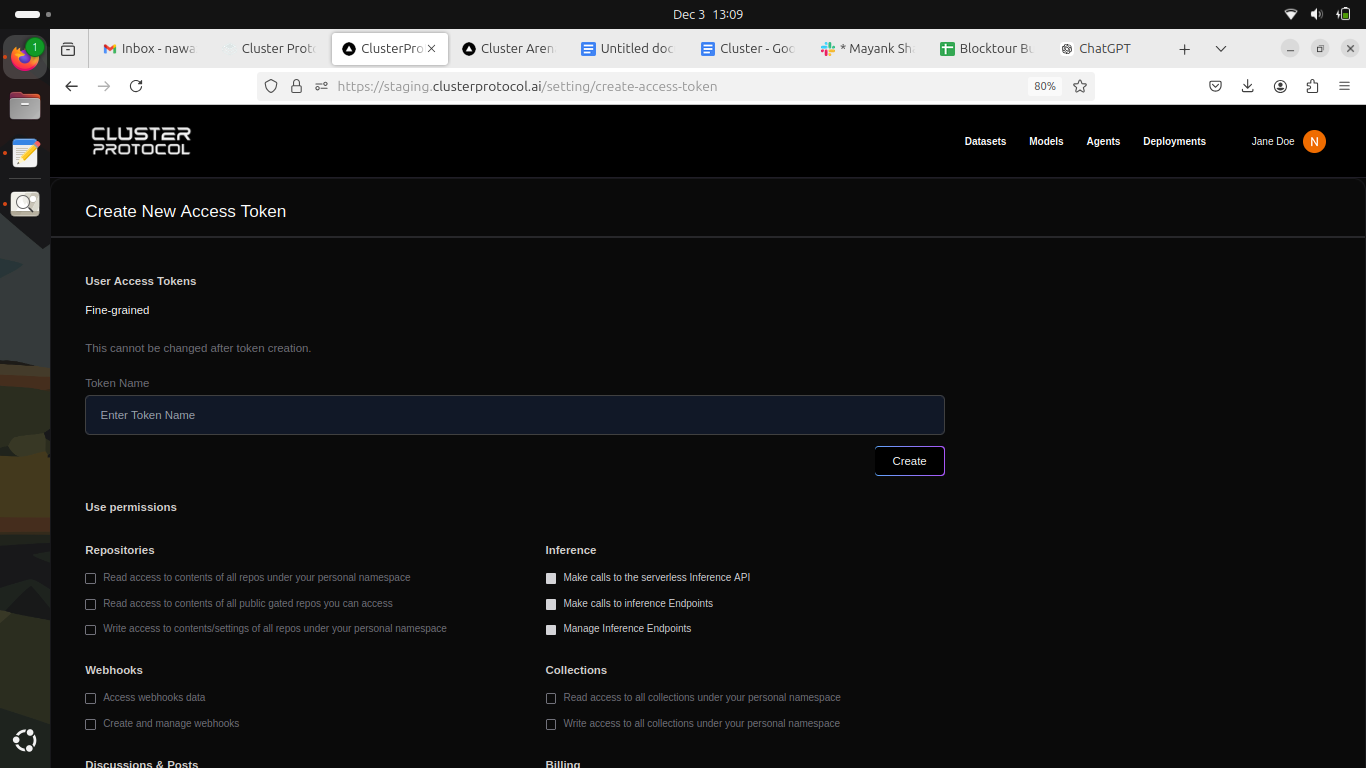 Dec 3 13:09
1
Inbox - nawa
Cluster Proto
ClusterPro
Cluster Aren
Untitled doc
Cluster - Goo
* Mayank Sha
Blocktour Bu
ChatGPT
https://staging.clusterprotocol.ai/setting/create-access-token
80%
CLUSTER
PROTOCOL
Datasets Models Agents Deployments Jane Doe N
Create New Access Token
User Access Tokens
Fine-grained
This cannot be changed after token creation.
Token Name
Enter Token Name
Create
Use permissions
Repositories
Read access to contents of all repos under your personal namespace
Read access to contents of all public gated repos you can access
Write access to contents/settings of all repos under your personal namespace
Inference
Make calls to the serverless Inference API
Make calls to inference Endpoints
Manage Inference Endpoints
Webhooks
Access webhooks data
Create and manage webhooks
Collections
Read access to all collections under your personal namespace
Write access to all collections under your personal namespace
Discussions & Posts
Billing